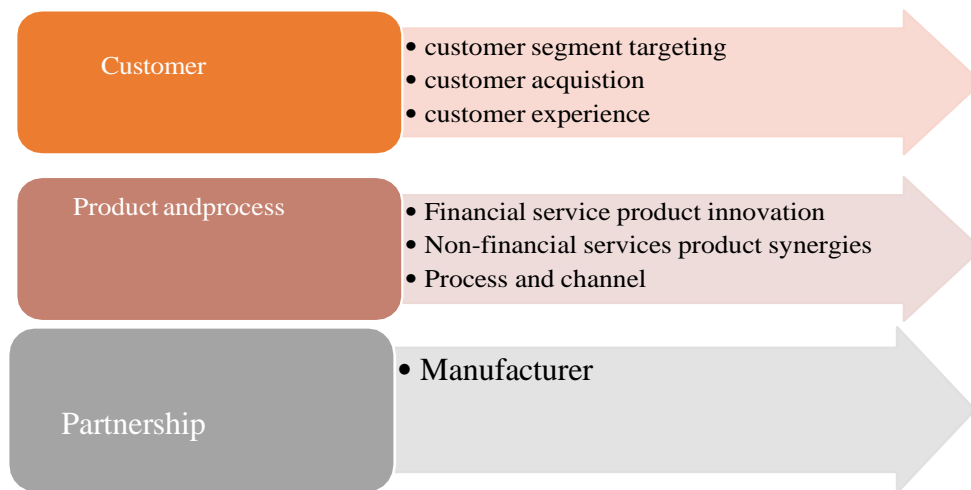 Customer
• customer segment targeting
• customer acquistion
• customer experience
Product andprocess
• Financial service product innovation
• Non-financial services product synergies
• Process and channel
Partnership
• Manufacturer